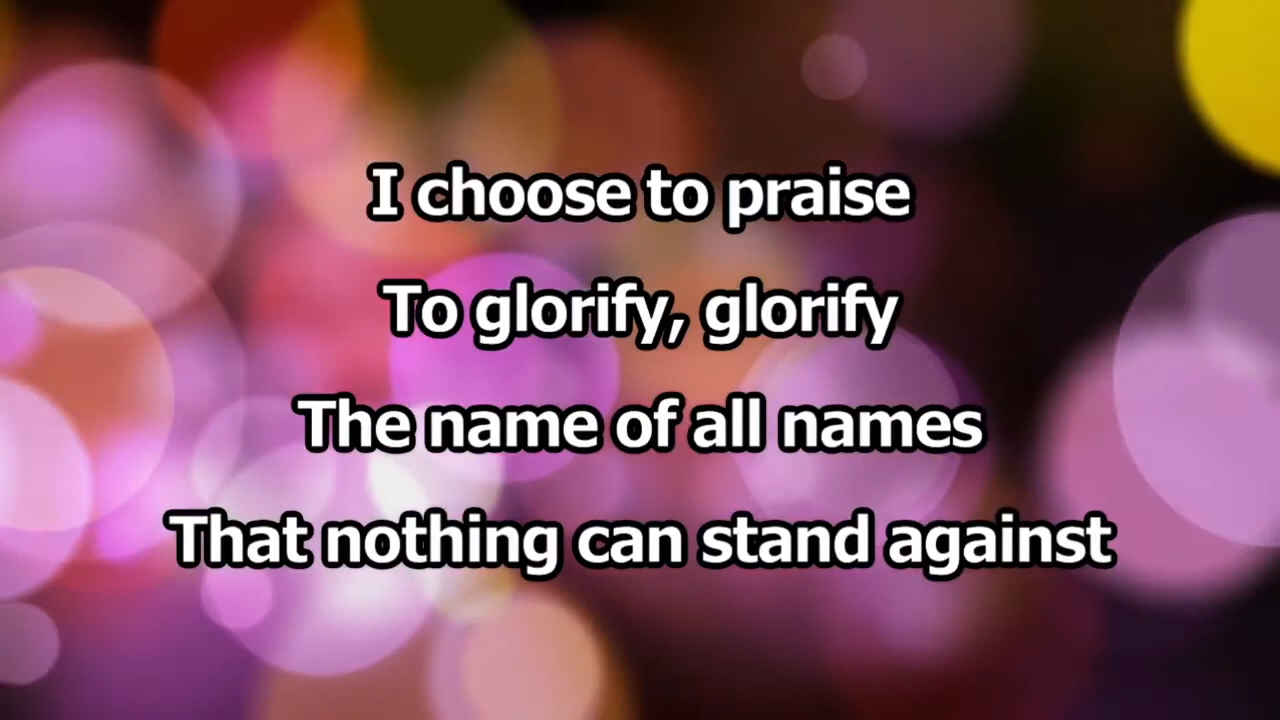 I choose to praise
To glorify, glorify
The name of all names
That nothing can stand against